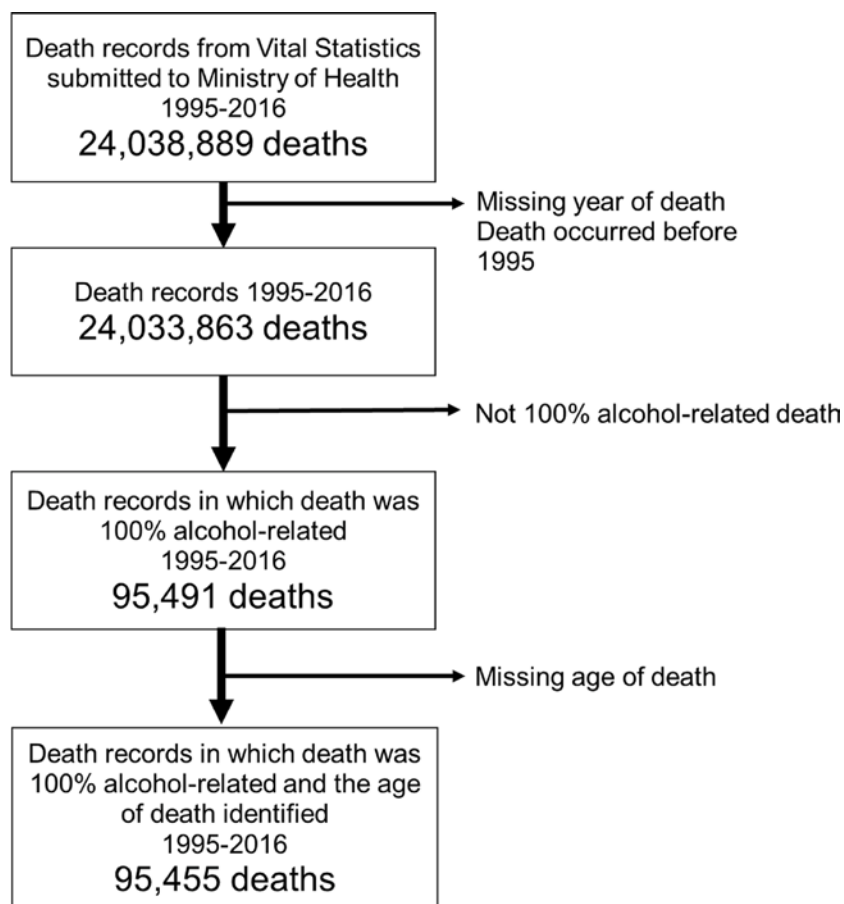 Death records from Vital Statistics
submitted to Ministry of Health
1995-2016
24,038,889 deaths
Missing year of death
Death occurred before
1995
Death records 1995-2016
24,033,863 deaths
Not 100% alcohol-related death
Death records in which death was
100% alcohol-related
1995-2016
95,491 deaths
Missing age of death
Death records in which death was
100% alcohol-related and the age
of death identified
1995-2016
95,455 deaths